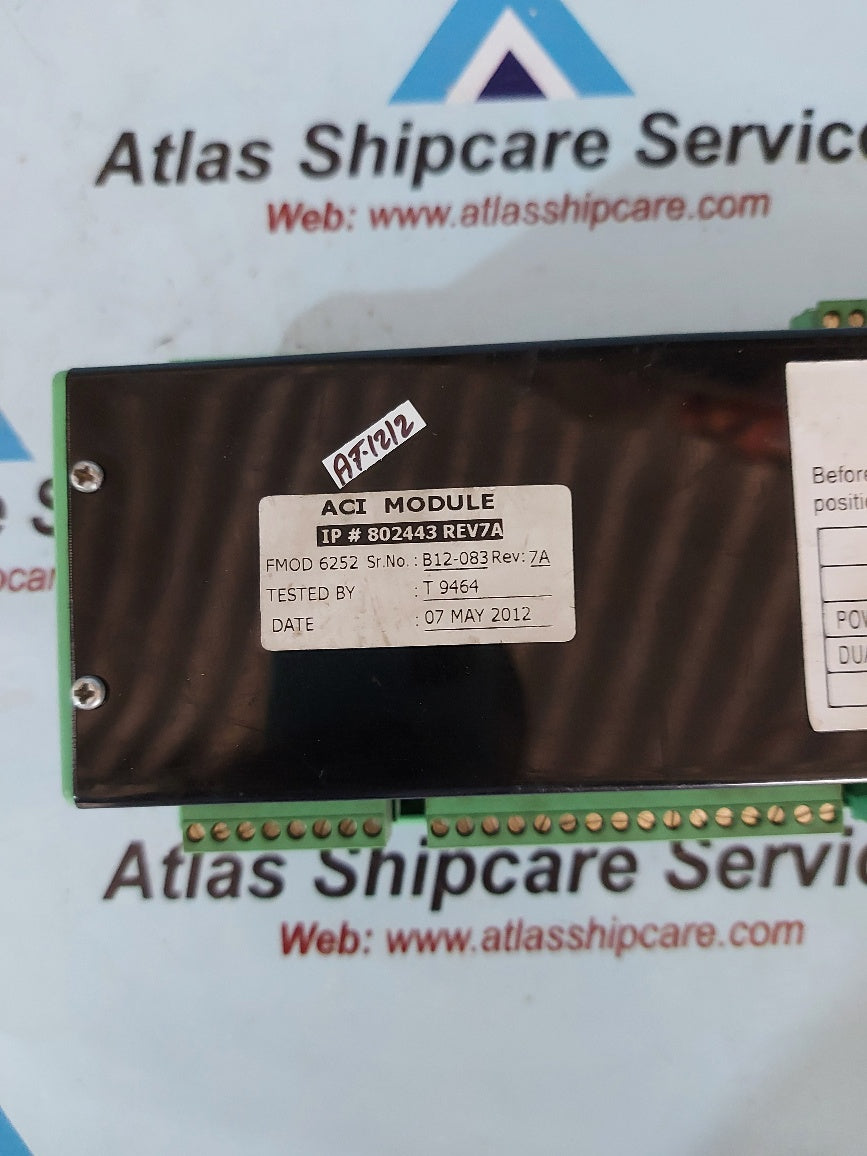 Atlas Shipcare Servic
Web: www.atlasshipcare.com
AF-1212
ACI MODULE
IP # 802443 REV7A
FMOD 6252 Sr.No. : B12-083 Rev: 7A
TESTED BY : T 9464
DATE : 07 MAY 2012
Before
positi
POW
DUA
e S
pcar
Atlas Shipcare Servic
Web: www.atlasshipcare.com